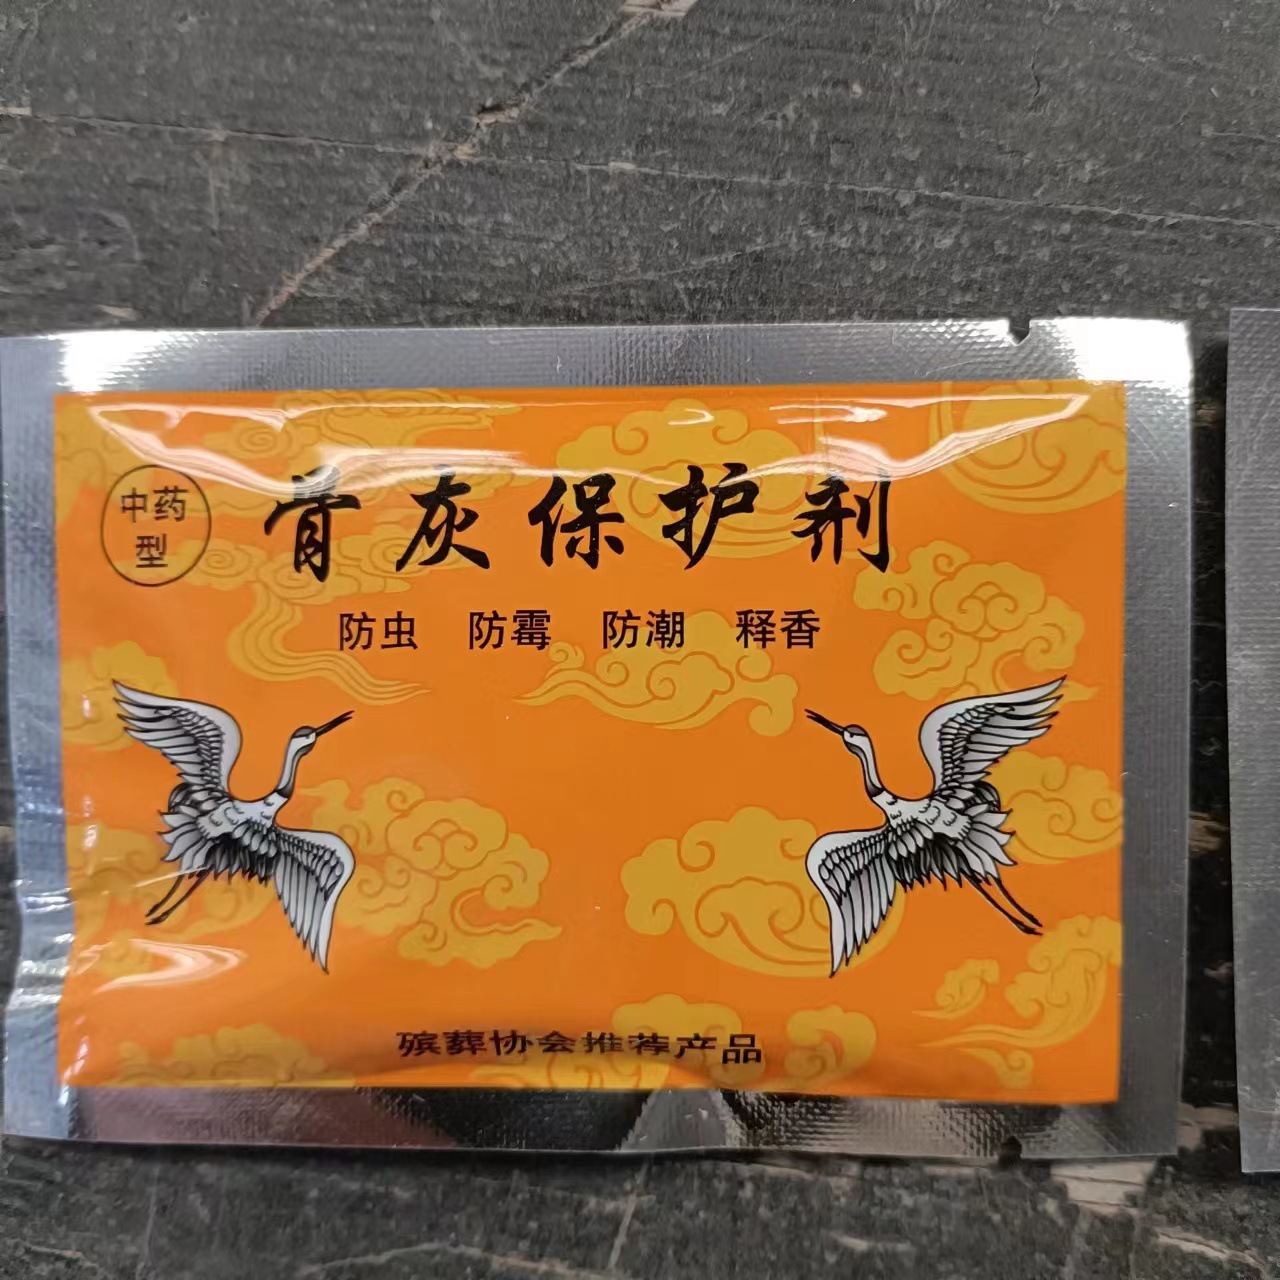 中药
型
骨灰保护剂
防虫 防霉 防潮 释香
殡葬协会推荐产品